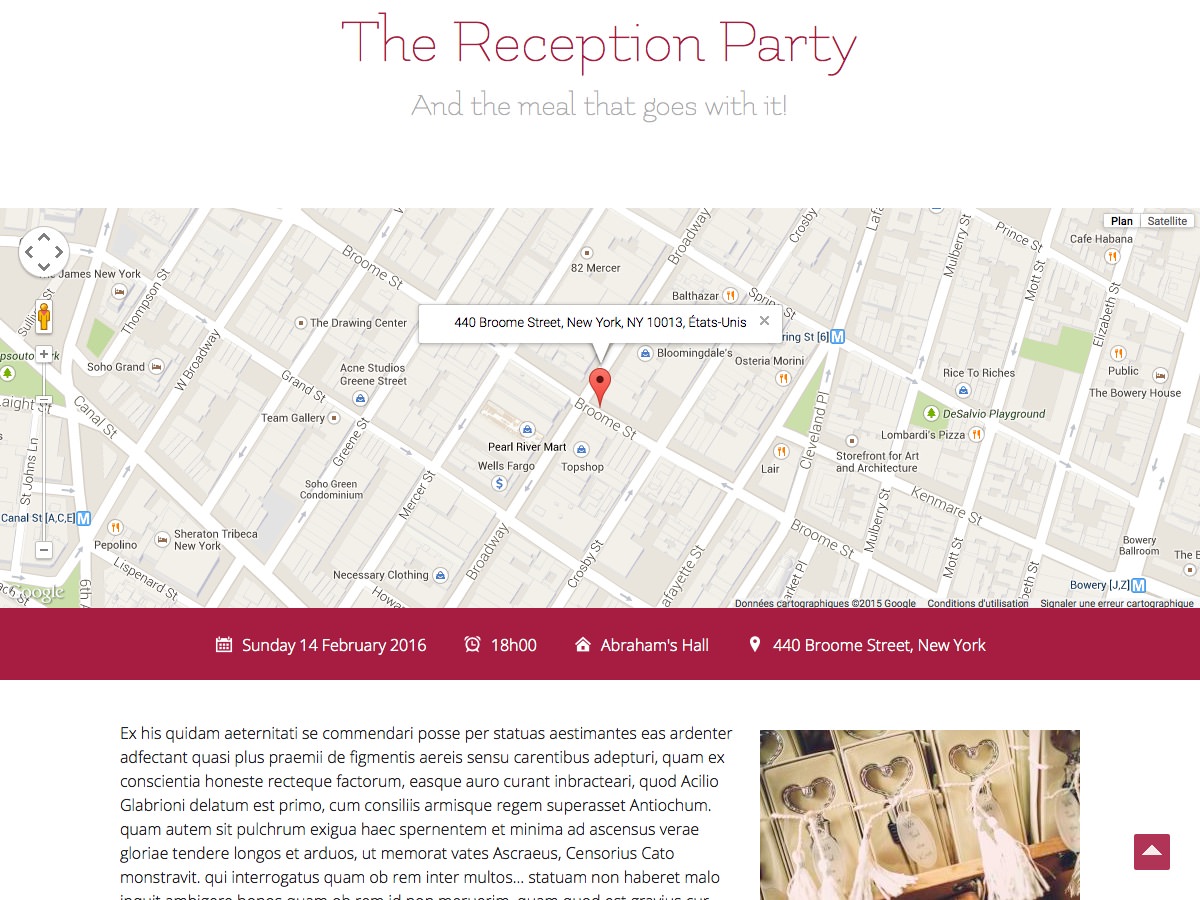 The Reception Party
And the meal that goes with it!
Plan
Satellite
Prince St
Cafe Habana
Broadway
Crosby
Mulberry St
Mott St
Elizabeth St
James New York
Thompson St
Broome St
82 Mercer
Balthazar
Spring St
440 Broome Street, New York, NY 10013, États-Unis
ring St [6]
The Drawing Center
W Broadway
Bloomingdale's
Osteria Morini
Soho Grand
Acne Studios
Greene Street
Grand St
Public
Rice To Riches
The Bowery House
Canal St
Team Gallery
Greene St
Broome St
Cleveland Pl
DeSalvio Playground
Lombardi's Pizza
Pearl River Mart
Wells Fargo
Topshop
Lair
Storefront for Art
and Architecture
St Johns Ln
Soho Green
Condominium
Mercer St
Kenmare St
Canal St [A,C,E]
Pepolino
Sheraton Tribeca
New York
Broadway
Crosby St
Broome St
Mulberry St
Mott St
Bowery
Ballroom
Lispenard St
Necessary Clothing
Bowery [J,Z]
6th
Google
Données cartographiques ©2015 Google
Conditions d'utilisation
Signaler une erreur cartographique
Sunday 14 February 2016
18h00
Abraham's Hall
440 Broome Street, New York
Ex his quidam aeternitati se commendari posse per statuas aestimantes eas ardenter
adfectant quasi plus praemii de figmentis aereis sensu carentibus adepturi, quam ex
conscientia honeste recteque factorum, easque auro curant inbracteari, quod Acilio
Glabrioni delatum est primo, cum consiliis armisque regem superasset Antiochum.
quam autem sit pulchrum exigua haec spernentem et minima ad ascensus verae
gloriae tendere longos et arduos, ut memorat vates Ascraeus, Censorius Cato
monstravit. qui interrogatus quam ob rem inter multos... statuam non haberet malo